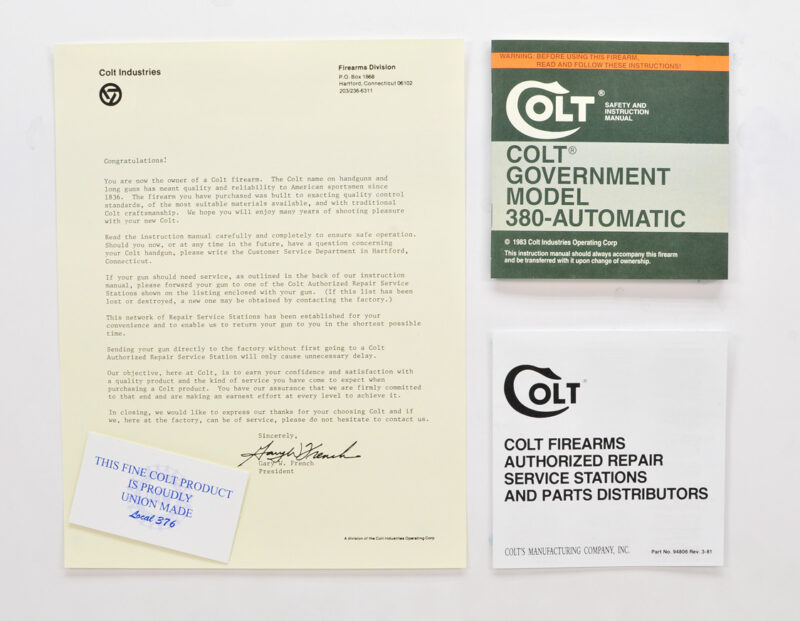 Colt Industries
Firearms Division
P.O. Box 1868
Hartford, Connecticut 06102
203/236-6311
Congratulations!
You are now the owner of a Colt firearm. The Colt name on handguns and
long guns has meant quality and reliability to American sportsmen since
1836. The firearm you have purchased was built to exacting quality control
standards, of the most suitable materials available, and with traditional
Colt craftsmanship. We hope you will enjoy many years of shooting pleasure
with your new Colt.
Read the instruction manual carefully and completely to ensure safe operation.
Should you now, or at any time in the future, have a question concerning
your Colt handgun, please write the Customer Service Department in Hartford,
Connecticut.
If your gun should need service, as outlined in the back of our instruction
manual, please forward your gun to one of the Colt Authorized Repair Service
Stations shown on the listing enclosed with your gun. (If this list has been
lost or destroyed, a new one may be obtained by contacting the factory.)
This network of Repair Service Stations has been established for your
convenience and to enable us to return your gun to you in the shortest possible
time.
Sending your gun directly to the factory without first going to a Colt
Authorized Repair Service Station will only cause unnecessary delay.
Our objective, here at Colt, is to earn your confidence and satisfaction with
a quality product and the kind of service you have come to expect when
purchasing a Colt product. You have our assurance that we are firmly committed
to that end and are making an earnest effort at every level to achieve it.
In closing, we would like to express our thanks for your choosing Colt and if
we, here at the factory, can be of service, please do not hesitate to contact us.
Sincerely,
Gary W. French
Gary W. French
President
A division of the Colt Industries Operating Corp
THIS FINE COLT PRODUCT
IS PROUDLY
UNION MADE
Local 376
WARNING: BEFORE USING THIS FIREARM,
READ AND FOLLOW THESE INSTRUCTIONS!
COLT®
SAFETY AND
INSTRUCTION
MANUAL
COLT®
GOVERNMENT
MODEL
380-AUTOMATIC
© 1983 Colt Industries Operating Corp
This instruction manual should always accompany this firearm
and be transferred with it upon change of ownership.
COLT®
COLT FIREARMS
AUTHORIZED REPAIR
SERVICE STATIONS
AND PARTS DISTRIBUTORS
COLT'S MANUFACTURING COMPANY, INC.
Part No. 94806 Rev. 3-91